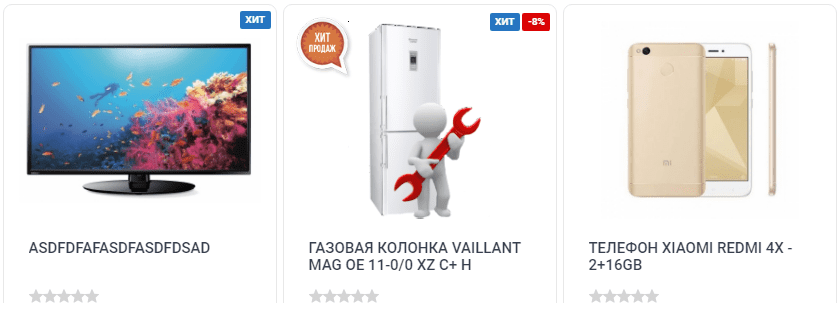 ХИТ
ХИТ
ПРОДАЖ
ХИТ
-8%
ASDFDFAFASDFASDFDSAD
ГАЗОВАЯ КОЛОНКА VAILLANT
MAG OE 11-0/0 XZ C+ H
ТЕЛЕФОН XIAOMI REDMI 4X -
2+16GB